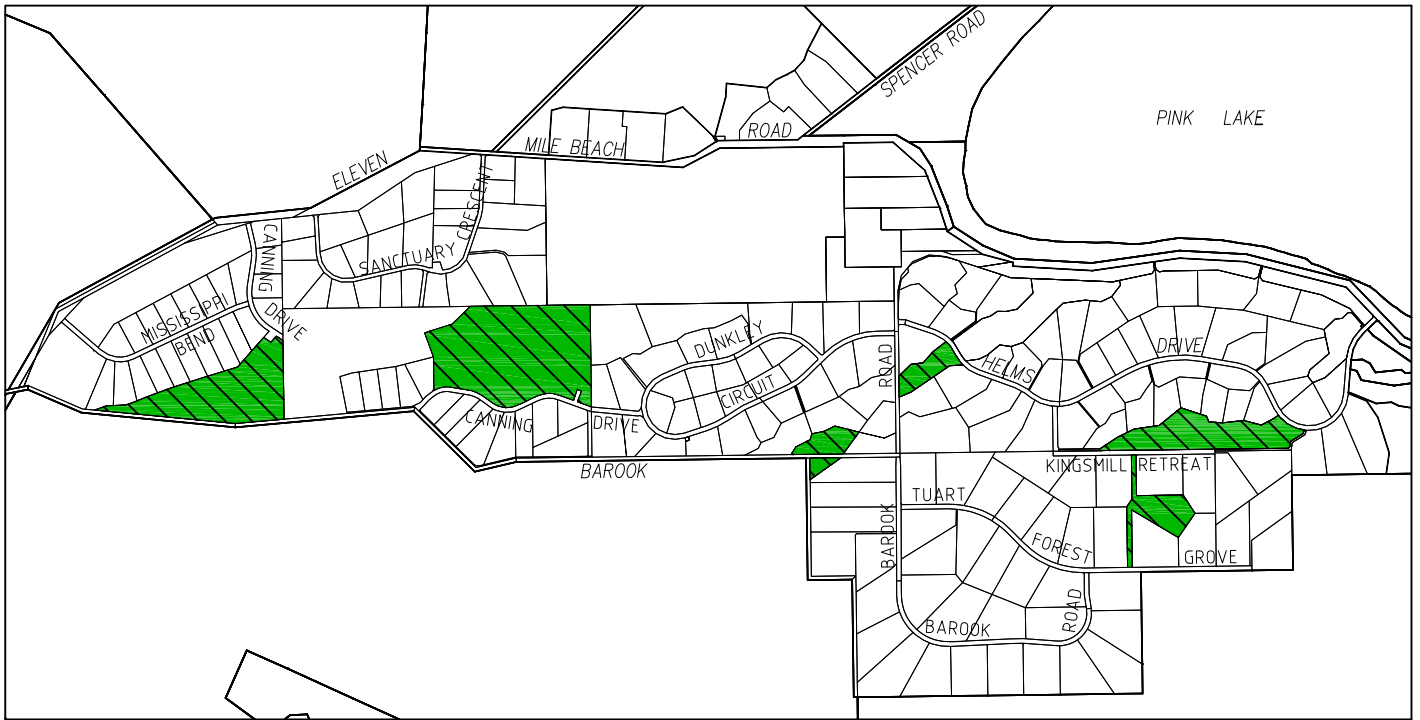 SPENCER ROAD
PINK LAKE
ROAD
MILE BEACH
ELEVEN
CRESCENT
SANCTUARY
CANNING
DRIVE
MISSISSIPPI
BEND
DUNKLEY
CIRCUIT
ROAD
HELMS
DRIVE
CANNING
DRIVE
BAROOK
KINGSMILL RETREAT
TUART
BAROOK
FOREST
GROVE
ROAD
BAROOK